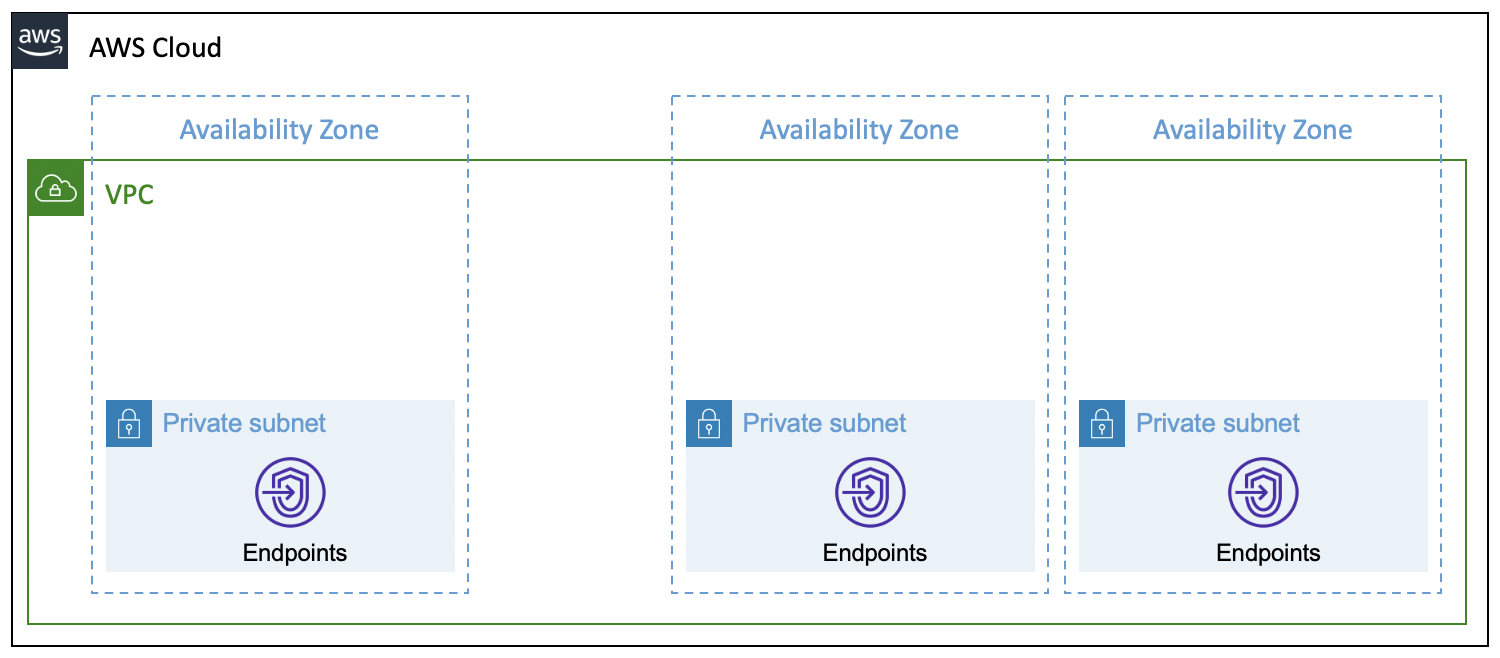 aws
AWS Cloud
Availability Zone
Availability Zone
Availability Zone
VPC
Private subnet
Private subnet
Private subnet
Endpoints
Endpoints
Endpoints